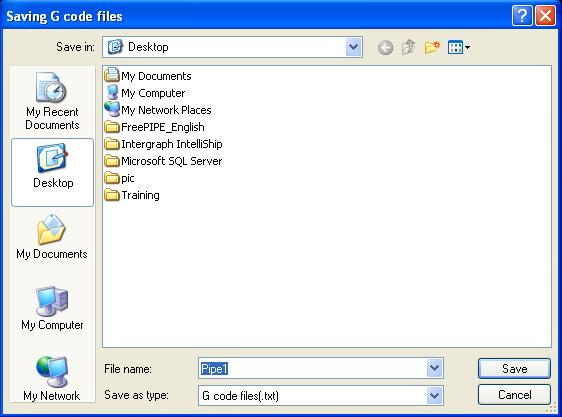 Saving G code files
Save in:
Desktop
My Recent
Documents
Desktop
My Documents
My Computer
My Network
My Documents
My Computer
My Network Places
FreePIPE_English
Intergraph IntelliShip
Microsoft SQL Server
pic
Training
File name:
Pipe1
Save
Save as type:
G code files(.txt)
Cancel